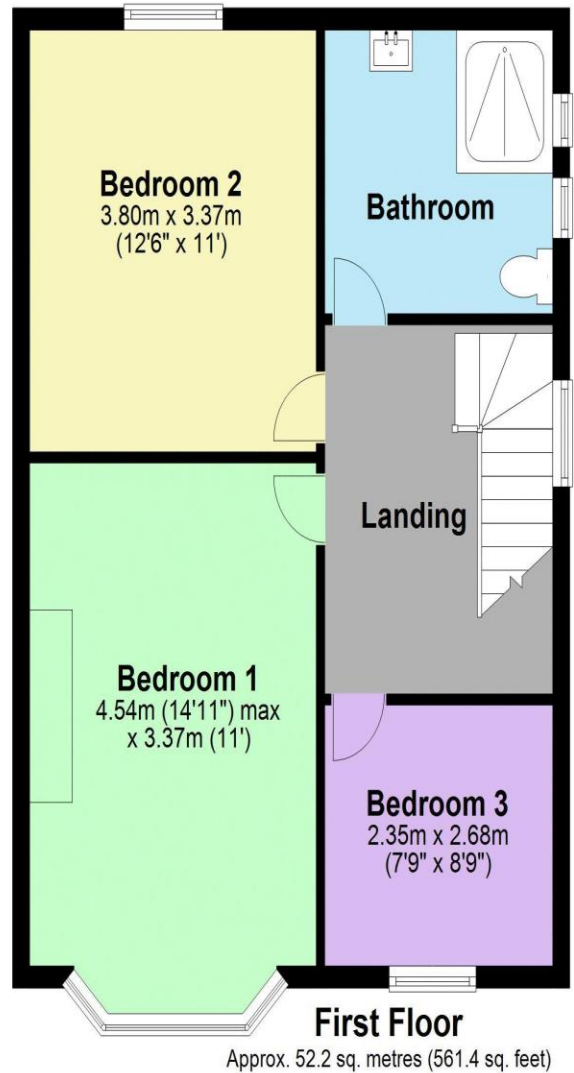 Bedroom 2
3.80m x 3.37m
(12'6" x 11')
Bathroom
Landing
Bedroom 1
4.54m (14'11") max
x 3.37m (11')
Bedroom 3
2.35m x 2.68m
(7'9" x 8'9")
First Floor
Approx. 52.2 sq. metres (561.4 sq. feet)